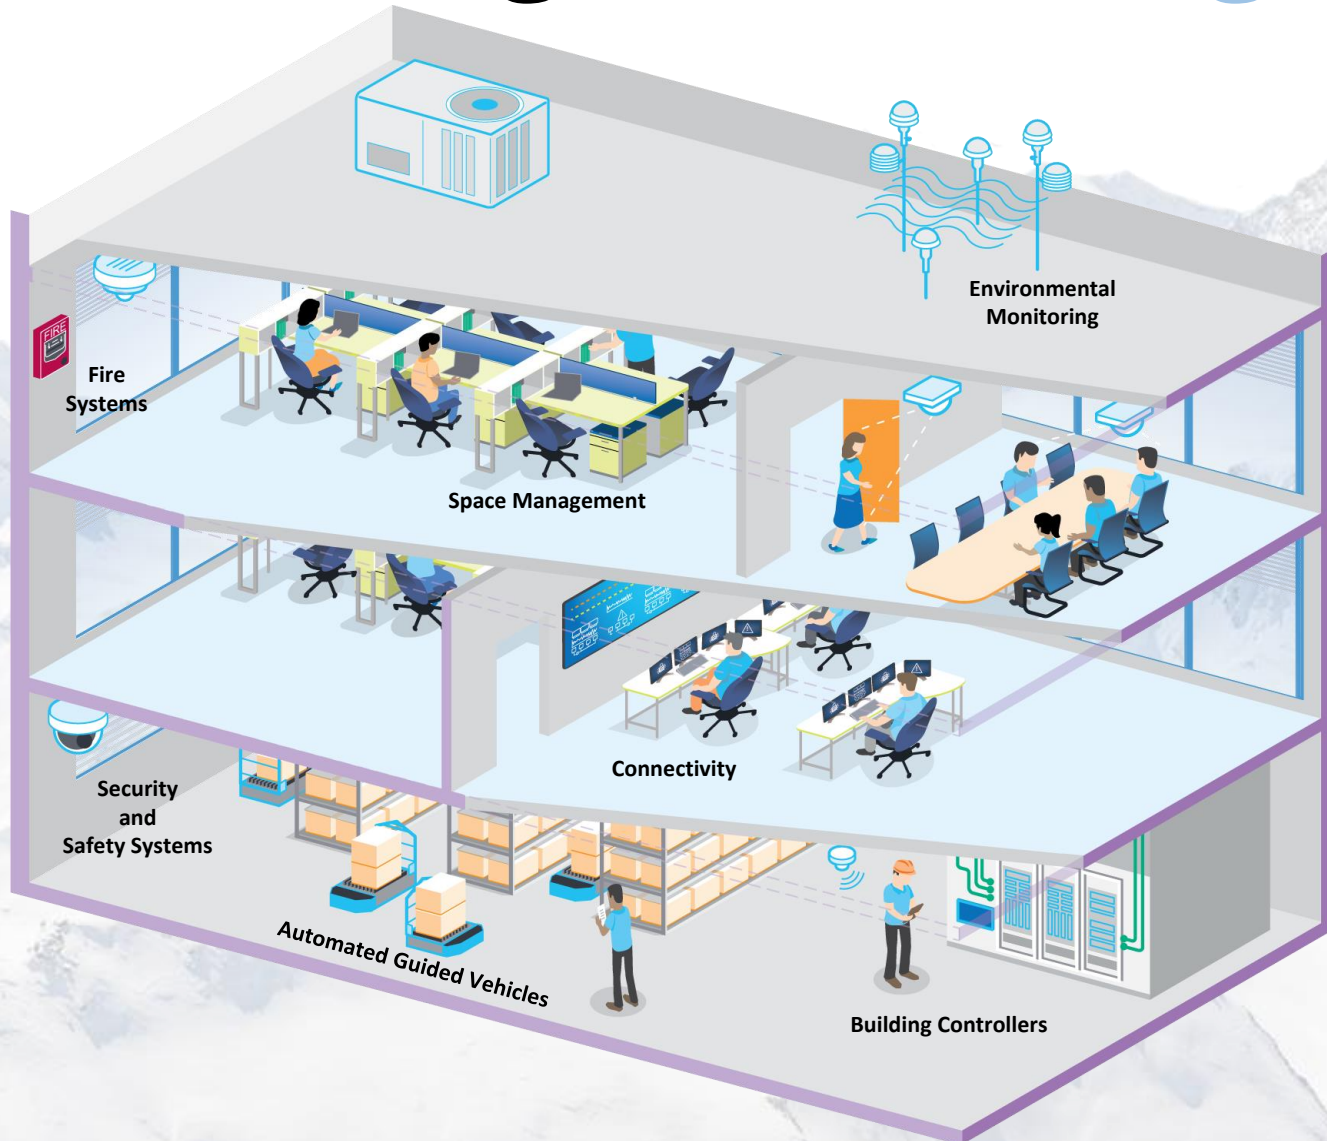 Environmental
Monitoring
FIRE
Fire
Systems
Space Management
Connectivity
Security
and
Safety Systems
Automated Guided Vehicles
Building Controllers